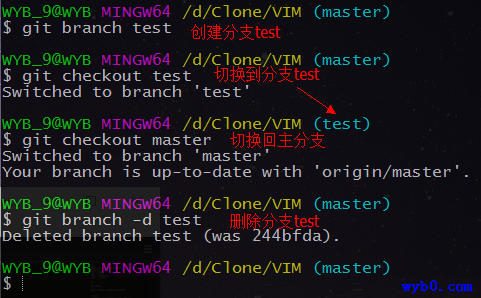 WYB_9@WYB MINGW64 /d/Clone/VIM (master)
$ git branch test 创建分支test
WYB_9@WYB MINGW64 /d/Clone/VIM (master)
$ git checkout test 切换到分支test
Switched to branch 'test'
WYB_9@WYB MINGW64 /d/Clone/VIM (test)
$ git checkout master 切换回主分支
Switched to branch 'master'
Your branch is up-to-date with 'origin/master'.
WYB_9@WYB MINGW64 /d/Clone/VIM (master)
$ git branch -d test 删除分支test
Deleted branch test (was 244bfda).
WYB_9@WYB MINGW64 /d/Clone/VIM (master)
$
wyb0.com